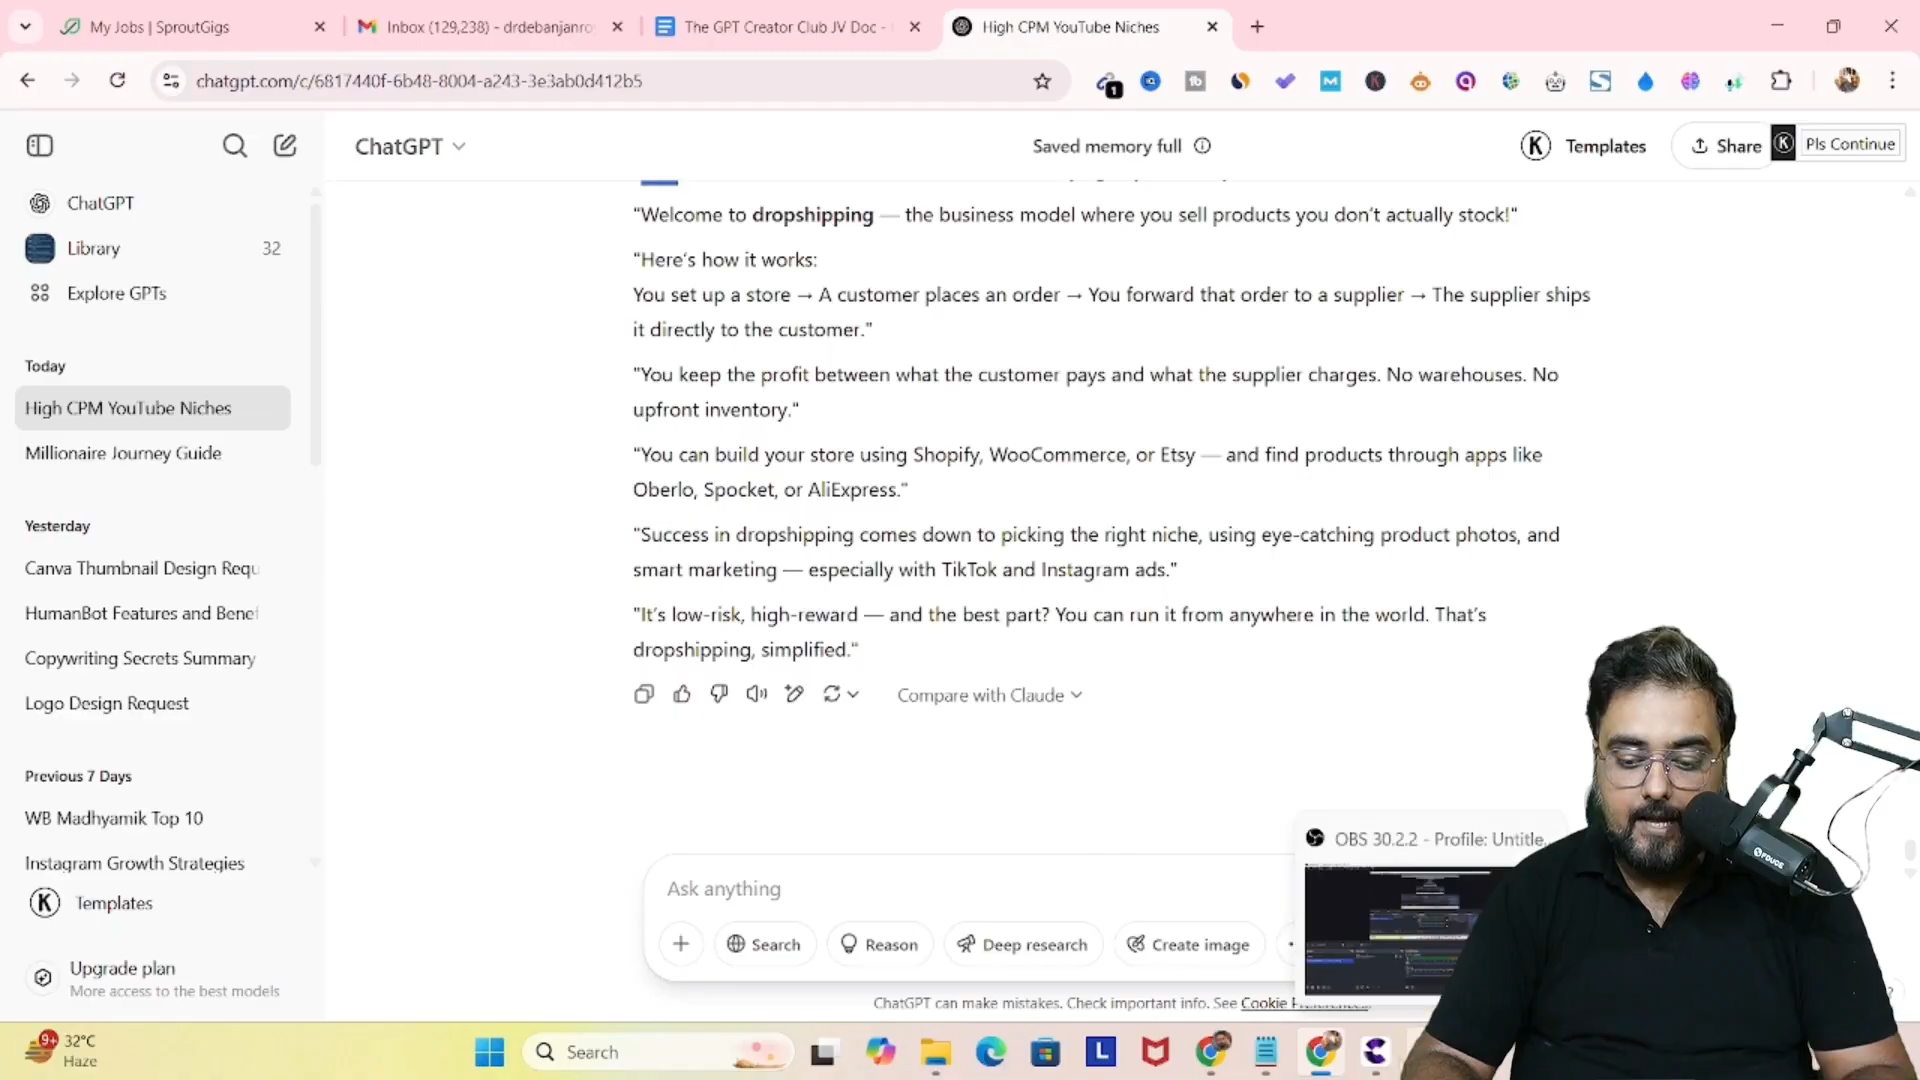 My Jobs | SproutGigs
Inbox (129,238) - drdebanjanro
The GPT Creator Club JV Doc -
High CPM YouTube Niches
chatgpt.com/c/6817440f-6b48-8004-a243-3e3ab0d412b5
1
ChatGPT
Saved memory full
K Templates
Share
K Pls Continue
ChatGPT
Library 32
Explore GPTs
Today
High CPM YouTube Niches
Millionaire Journey Guide
Yesterday
Canva Thumbnail Design Requ
HumanBot Features and Benef
Copywriting Secrets Summary
Logo Design Request
Previous 7 Days
WB Madhyamik Top 10
Instagram Growth Strategies
K Templates
Upgrade plan
More access to the best models
"Welcome to dropshipping — the business model where you sell products you don't actually stock!"
"Here's how it works:
You set up a store → A customer places an order → You forward that order to a supplier → The supplier ships
it directly to the customer."
"You keep the profit between what the customer pays and what the supplier charges. No warehouses. No
upfront inventory."
"You can build your store using Shopify, WooCommerce, or Etsy — and find products through apps like
Oberlo, Spocket, or AliExpress."
"Success in dropshipping comes down to picking the right niche, using eye-catching product photos, and
smart marketing — especially with TikTok and Instagram ads."
"It's low-risk, high-reward — and the best part? You can run it from anywhere in the world. That's
dropshipping, simplified."
Compare with Claude
OBS 30.2.2 - Profile: Untitle...
Ask anything
Search
Reason
Deep research
Create image
ChatGPT can make mistakes. Check important info. See Cookie Preferences.
FDUCE
9+
32°C
Haze
Search